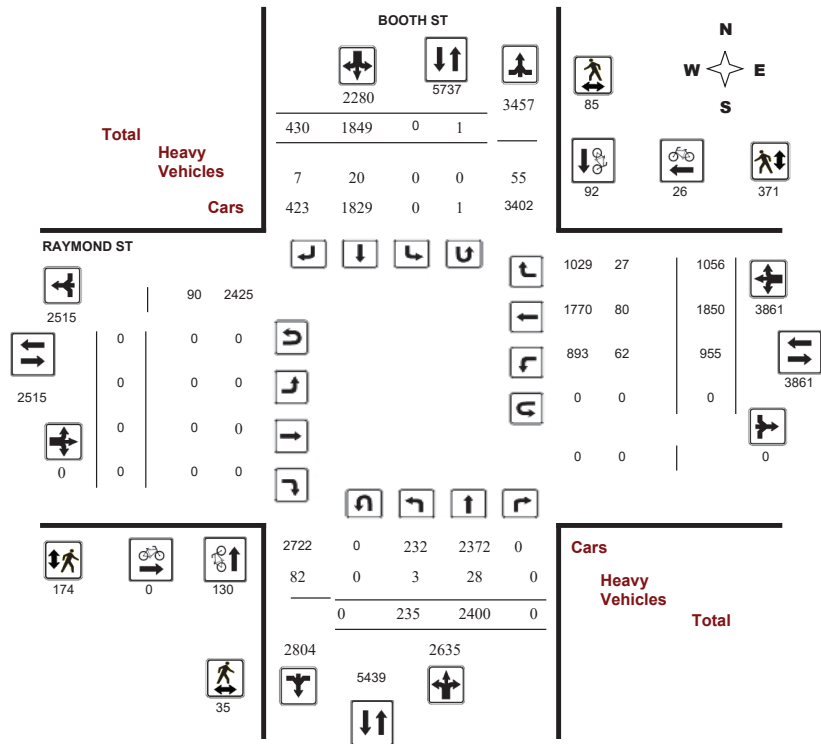 BOOTH ST
N
W E
S
2280 5737 3457 85
Total 430 1849 0 1
Heavy
Vehicles 7 20 0 0 55
92 26 371
Cars 423 1829 0 1 3402
RAYMOND ST
1029 27 1056
90 2425
2515 1770 80 1850 3861
0 0 0
893 62 955
3861
2515 0 0 0
0 0 0
0 0 0
0 0 0
0 0 0 0
2722 0 232 2372 0 Cars
174 0 130 82 0 3 28 0 Heavy
Vehicles
0 235 2400 0 Total
2804 2635
5439
35